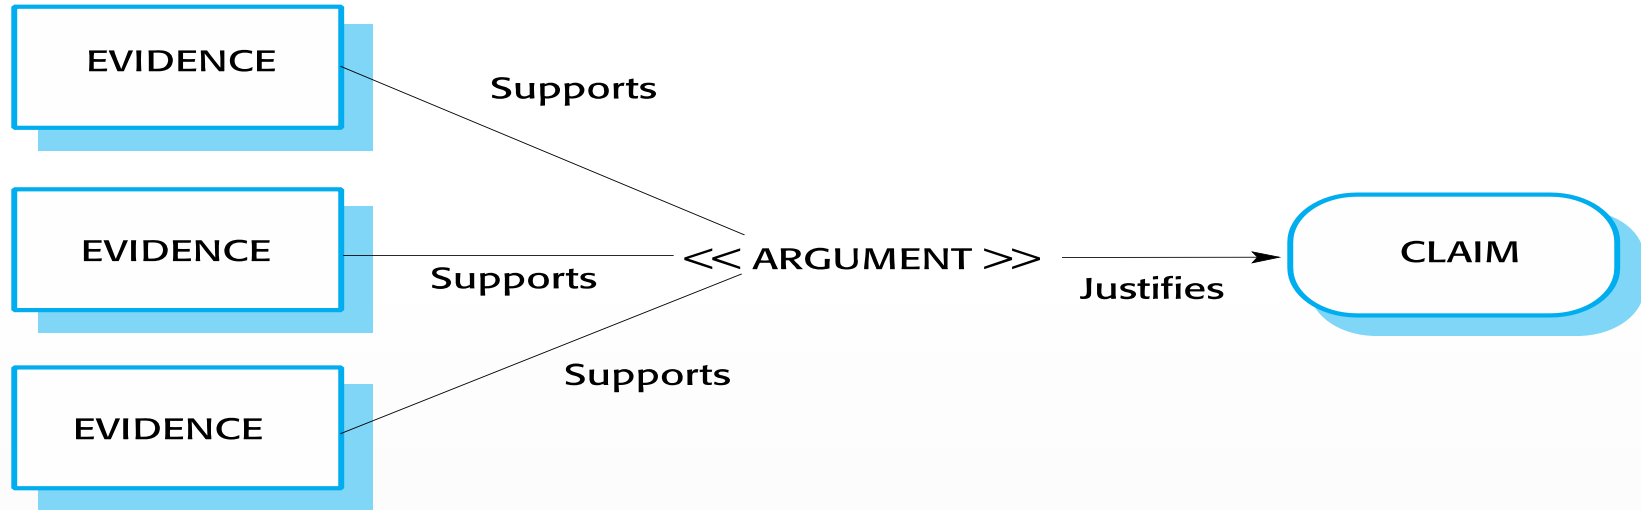 EVIDENCE
Supports
EVIDENCE
Supports
<< ARGUMENT >>
Justifies
CLAIM
Supports
EVIDENCE